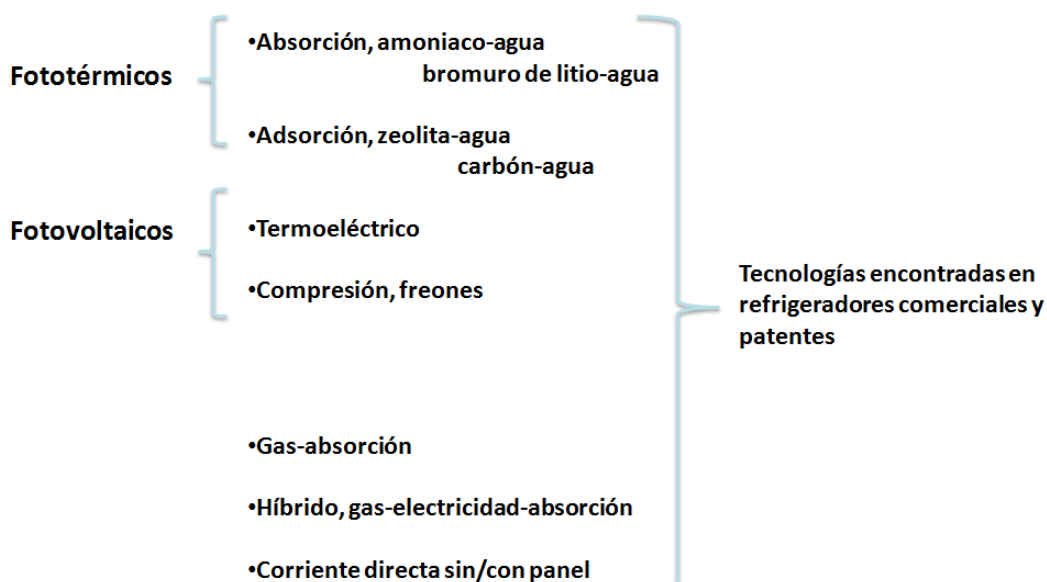 •Absorción, amoniaco-agua
Fototérmicos
bromuro de litio-agua
•Adsorción, zeolita-agua
carbón-agua
Fotovoltaicos
•Termoeléctrico
•Compresión, freones
Tecnologías encontradas en
refrigeradores comerciales y
patentes
•Gas-absorción
•Híbrido, gas-electricidad-absorción
•Corriente directa sin/con panel